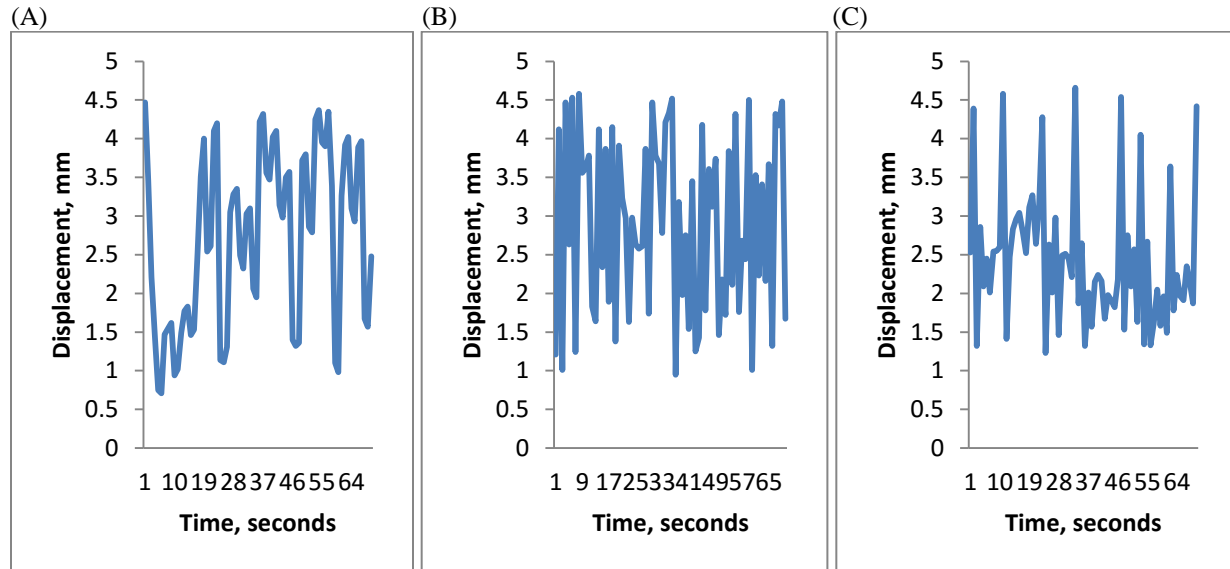 (A)
5
4.5
4
3.5
3
2.5
2
1.5
1
0.5
0
Displacement, mm
1 10 19 28 37 46 55 64
Time, seconds
(B)
5
4.5
4
3.5
3
2.5
2
1.5
1
0.5
0
Displacement, mm
1 9 17 25 33 41 49 57 65
Time, seconds
(C)
5
4.5
4
3.5
3
2.5
2
1.5
1
0.5
0
Displacement, mm
1 10 19 28 37 46 55 64
Time, seconds